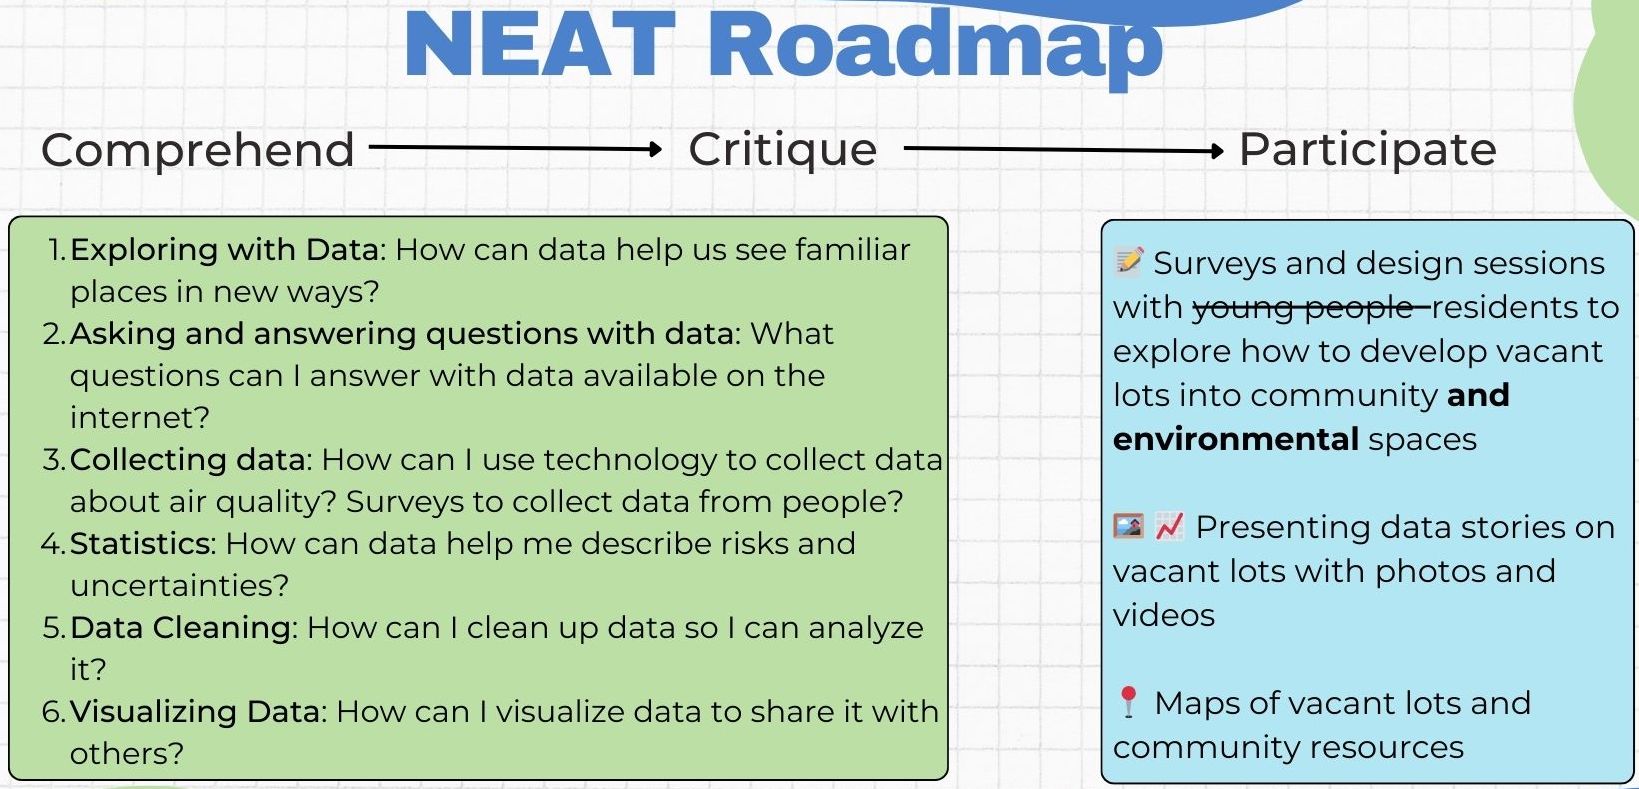 NEAT Roadmap
Comprehend
Critique
Participate
1. Exploring with Data: How can data help us see familiar
places in new ways?
2. Asking and answering questions with data: What
questions can I answer with data available on the
internet?
3. Collecting data: How can I use technology to collect data
about air quality? Surveys to collect data from people?
4. Statistics: How can data help me describe risks and
uncertainties?
5. Data Cleaning: How can I clean up data so I can analyze
it?
6. Visualizing Data: How can I visualize data to share it with
others?
📝 Surveys and design sessions
with young people residents to
explore how to develop vacant
lots into community and
environmental spaces
🖼️ 📈 Presenting data stories on
vacant lots with photos and
videos
📍 Maps of vacant lots and
community resources